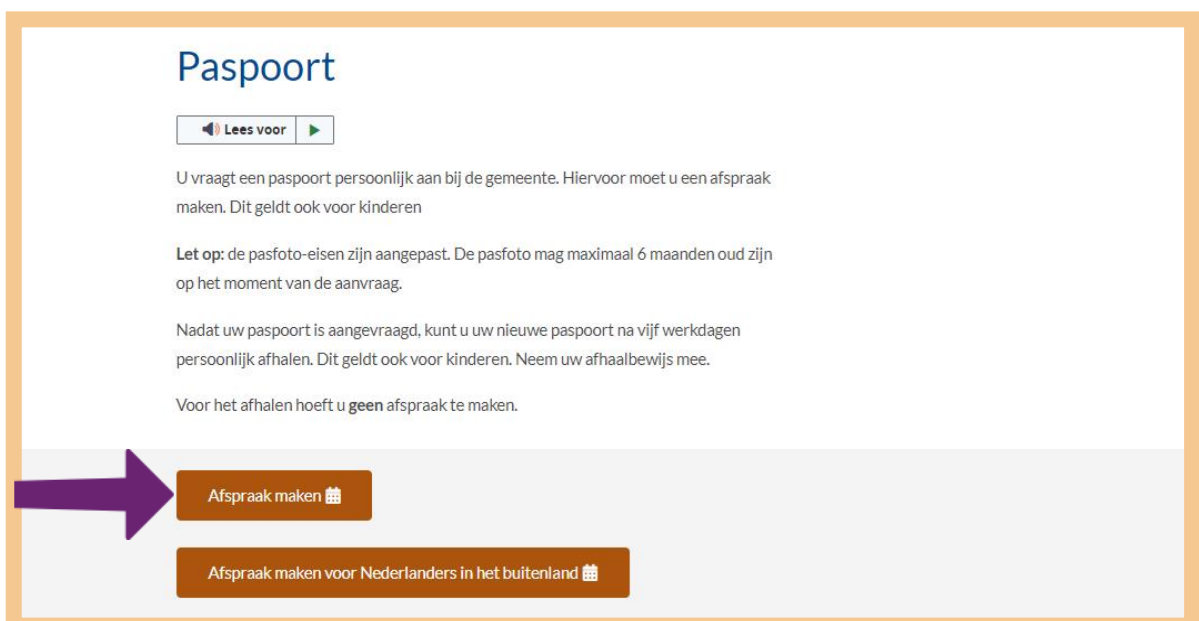 Paspoort
Lees voor
U vraagt een paspoort persoonlijk aan bij de gemeente. Hiervoor moet u een afspraak
maken. Dit geldt ook voor kinderen
Let op: de pasfoto-eisen zijn aangepast. De pasfoto mag maximaal 6 maanden oud zijn
op het moment van de aanvraag.
Nadat uw paspoort is aangevraagd, kunt u uw nieuwe paspoort na vijf werkdagen
persoonlijk afhalen. Dit geldt ook voor kinderen. Neem uw afhaalbewijs mee.
Voor het afhalen hoeft u geen afspraak te maken.
Afspraak maken
Afspraak maken voor Nederlanders in het buitenland